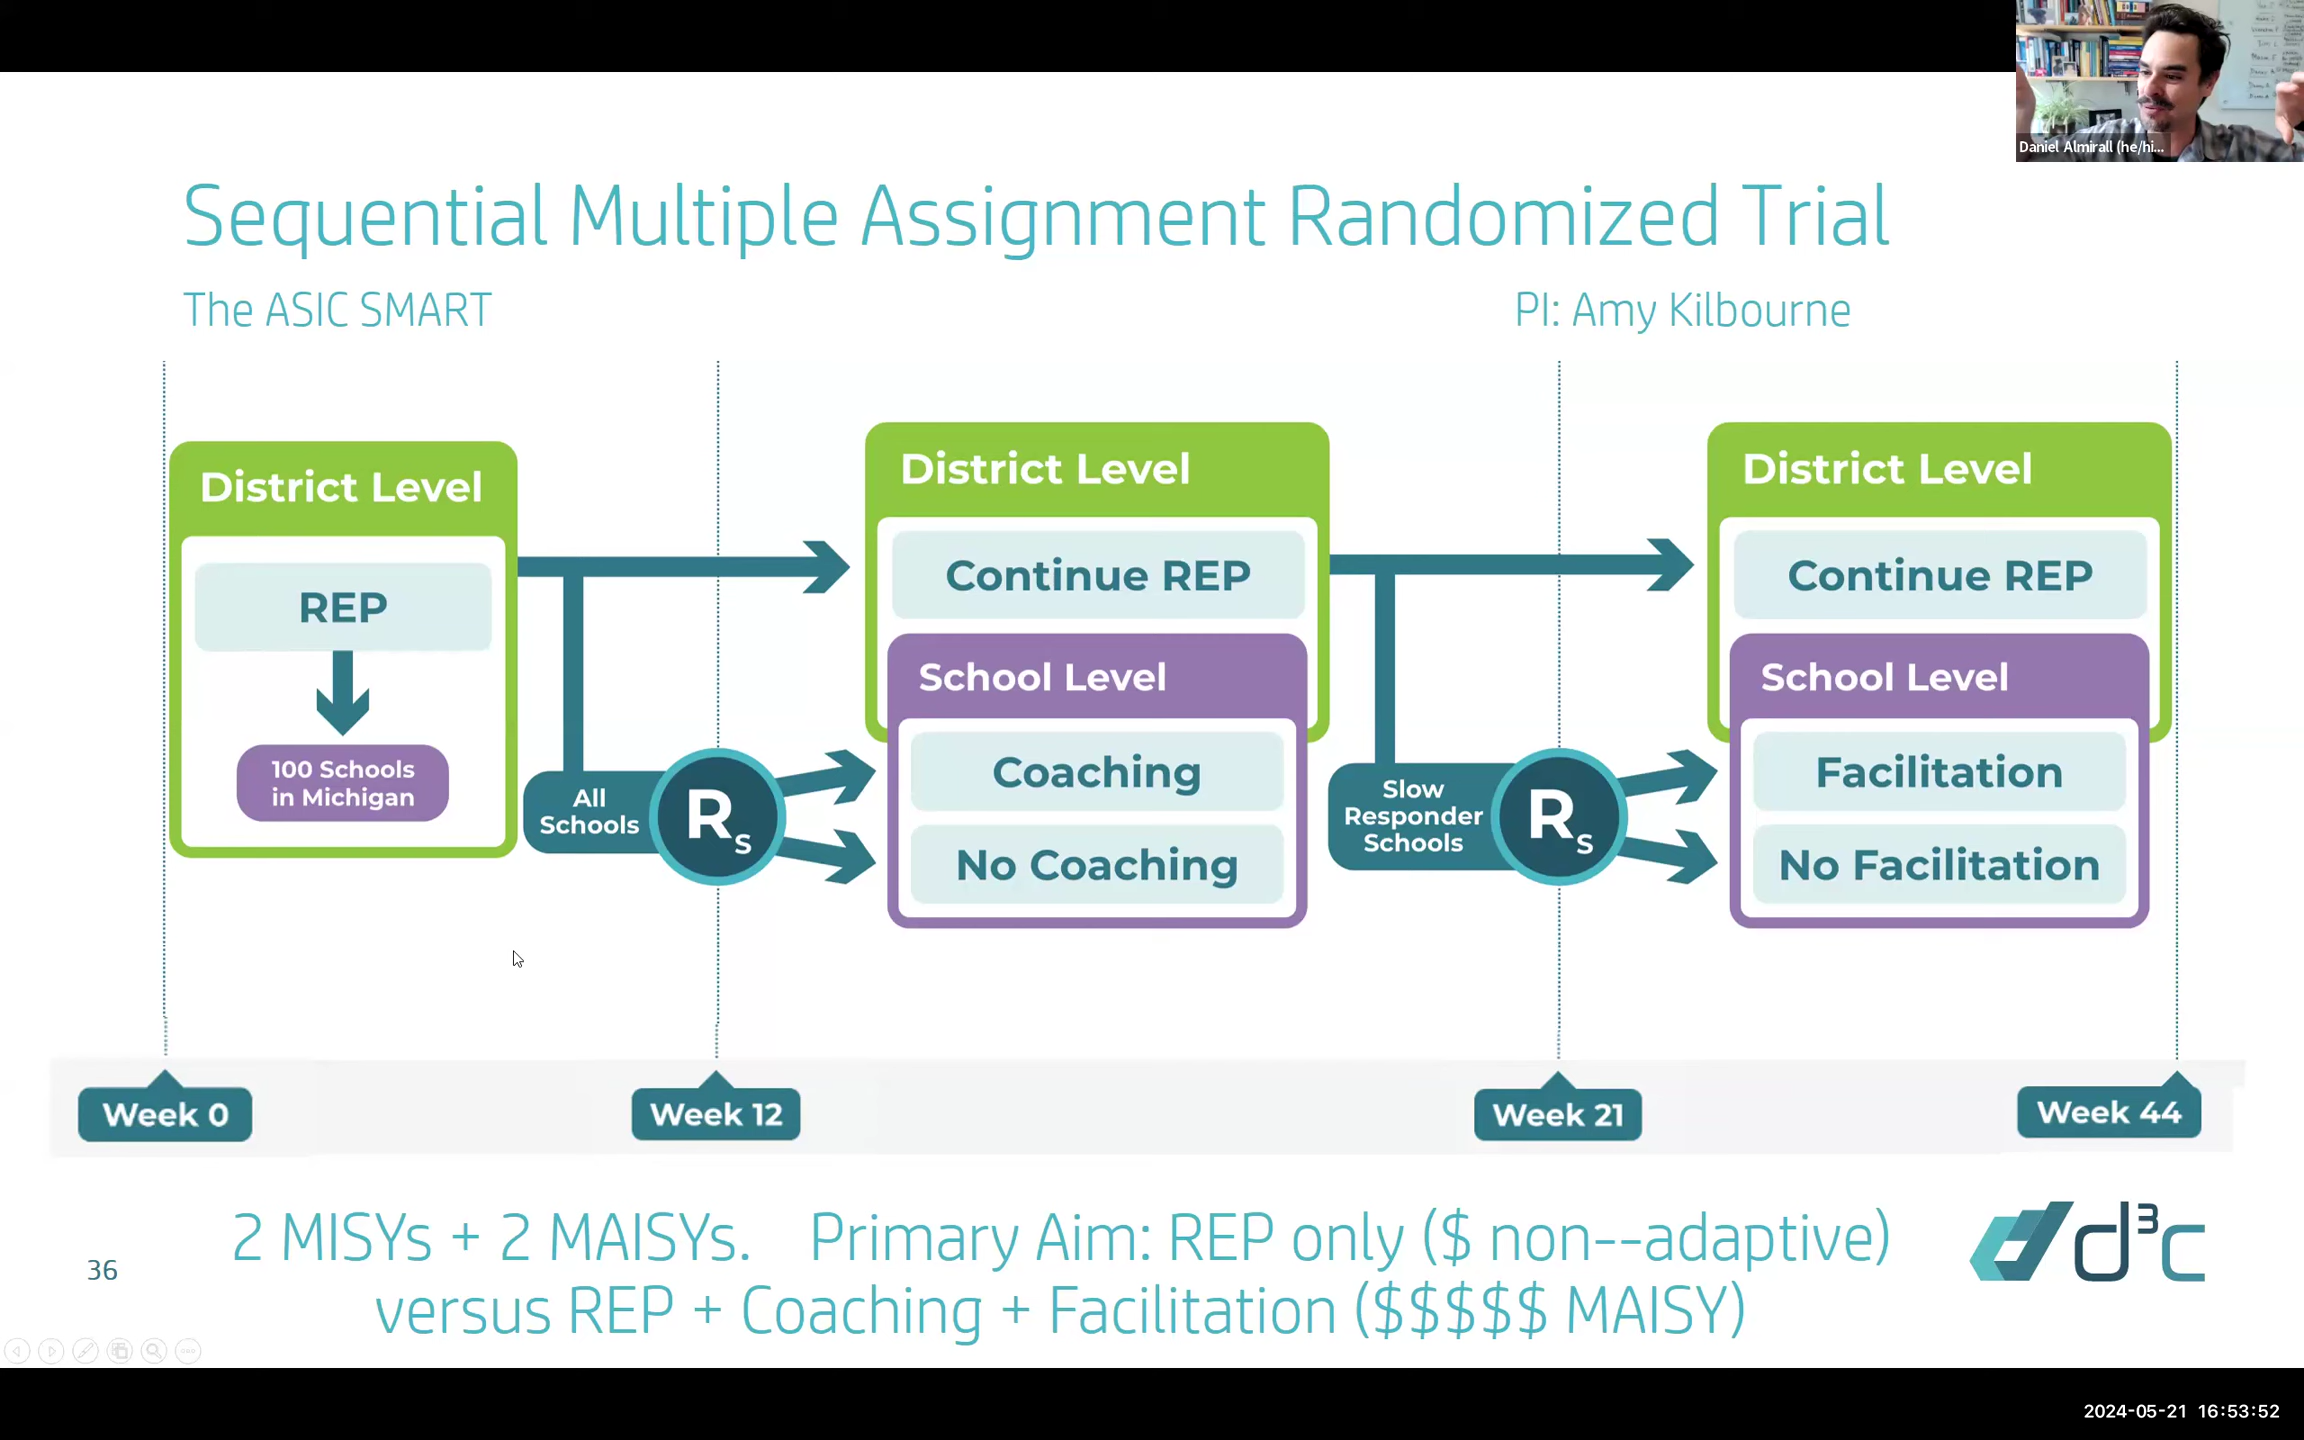 Daniel Almirall (he/hi...
Sequential Multiple Assignment Randomized Trial
The ASIC SMART
PI: Amy Kilbourne
District Level
REP
100 Schools
in Michigan
All
Schools
RS
District Level
Continue REP
School Level
Coaching
No Coaching
Slow
Responder
Schools
RS
District Level
Continue REP
School Level
Facilitation
No Facilitation
Week 0
Week 12
Week 21
Week 44
2 MISYs + 2 MAISYs. Primary Aim: REP only ($ non--adaptive)
versus REP + Coaching + Facilitation ($$$$$ MAISY)
36
d3c
2024-05-21 16:53:52